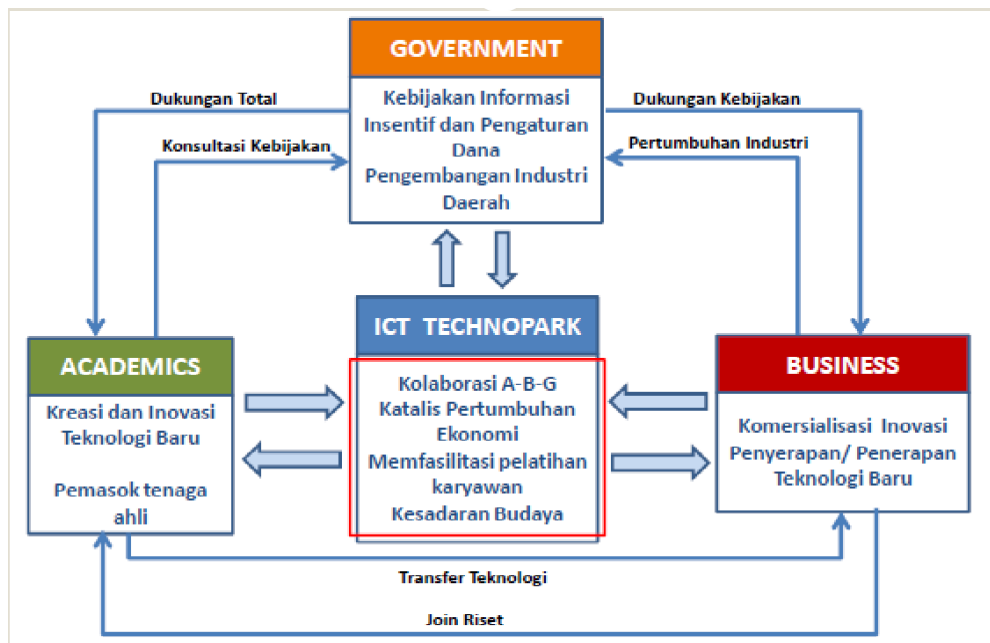 GOVERNMENT
Kebijakan Informasi
Insentif dan Pengaturan
Dana
Pengembangan Industri
Daerah
Dukungan Total
Konsultasi Kebijakan
Dukungan Kebijakan
Pertumbuhan Industri
ICT TECHNOPARK
Kolaborasi A-B-G
Katalis Pertumbuhan
Ekonomi
Memfasilitasi pelatihan
karyawan
Kesadaran Budaya
ACADEMICS
Kreasi dan Inovasi
Teknologi Baru
Pemasok tenaga
ahli
BUSINESS
Komersialisasi Inovasi
Penyerapan/ Penerapan
Teknologi Baru
Transfer Teknologi
Join Riset